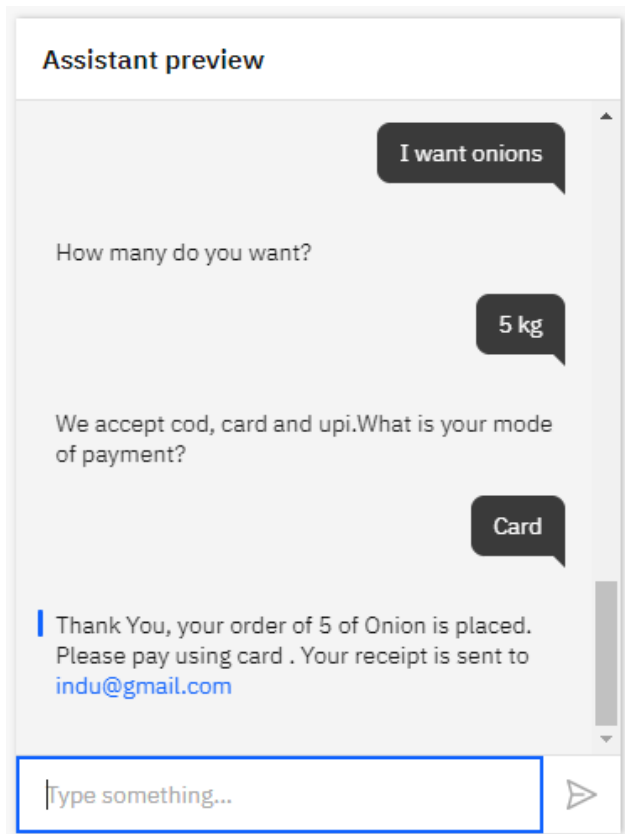 Assistant preview
I want onions
How many do you want?
5 kg
We accept cod, card and upi.What is your mode
of payment?
Card
Thank You, your order of 5 of Onion is placed.
Please pay using card . Your receipt is sent to
indu@gmail.com
Type something...